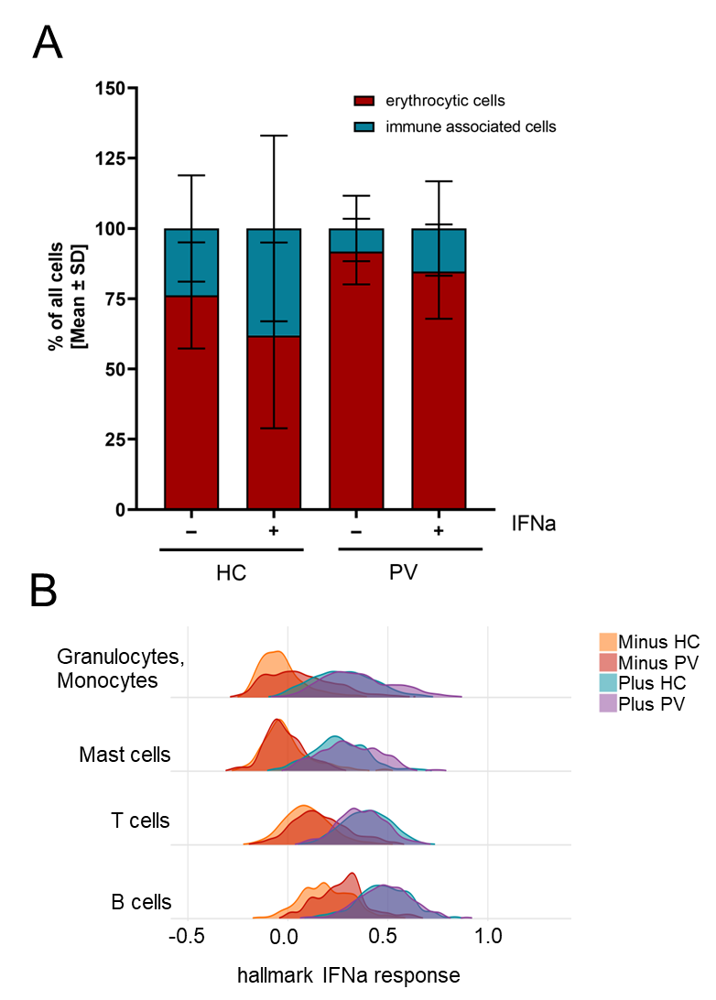 A
150
125
100
75
50
25
0
% of all cells
[Mean ± SD]
erythrocytic cells
immune associated cells
– + – + IFNa
HC PV
B
Granulocytes,
Monocytes
Mast cells
T cells
B cells
Minus HC
Minus PV
Plus HC
Plus PV
-0.5 0.0 0.5 1.0
hallmark IFNa response